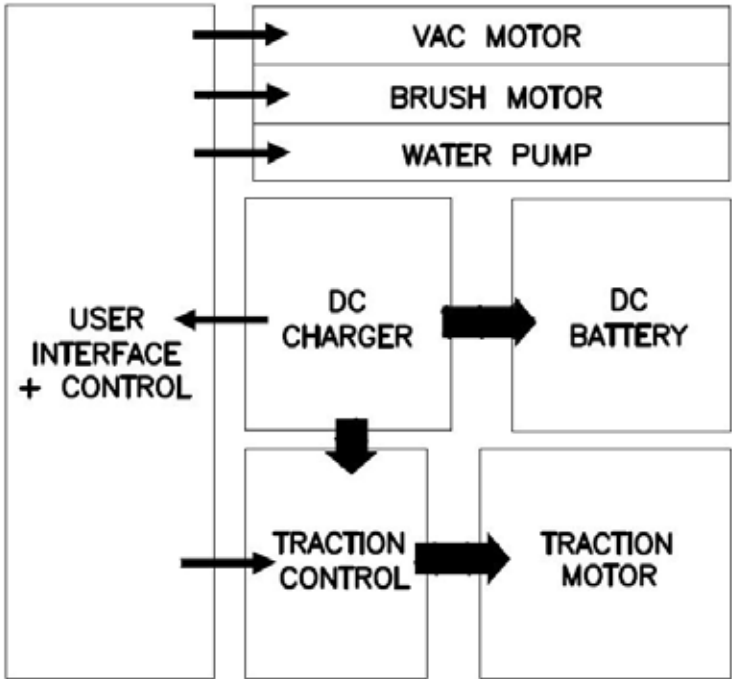 VAC MOTOR
BRUSH MOTOR
WATER PUMP
USER
INTERFACE
+ CONTROL
DC
CHARGER
DC
BATTERY
TRACTION
CONTROL
TRACTION
MOTOR